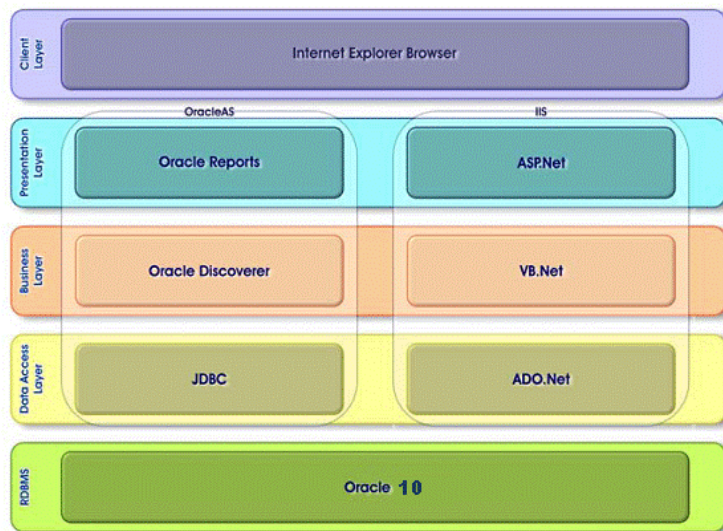 Client
Layer
Internet Explorer Browser
OracleAS
IIS
Presentation
Layer
Oracle Reports
ASP.Net
Business
Layer
Oracle Discoverer
VB.Net
Data Access
Layer
JDBC
ADO.Net
RDBMS
Oracle 10